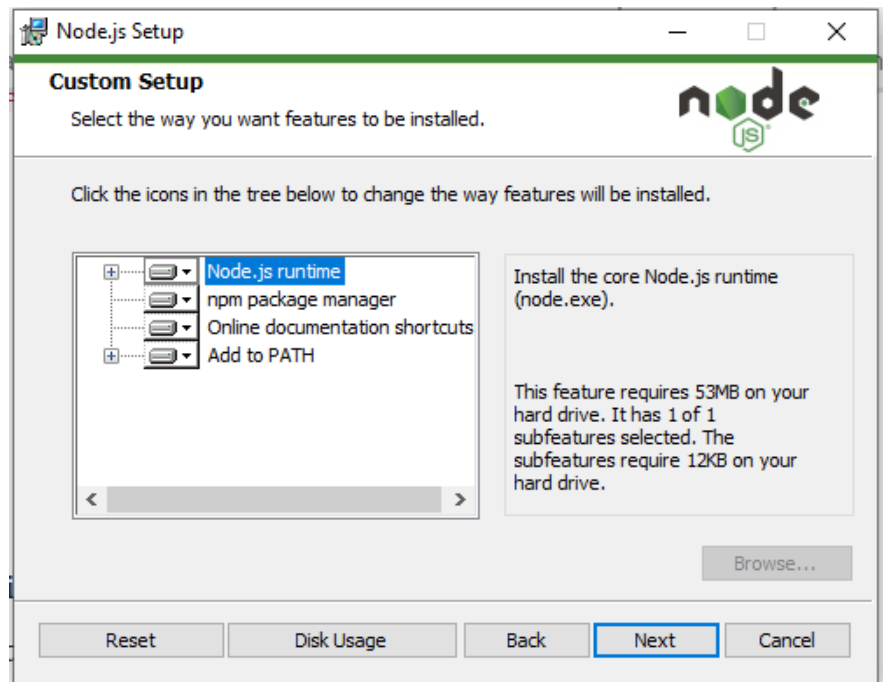 Node.js Setup
Custom Setup
Select the way you want features to be installed.
node
JS
Click the icons in the tree below to change the way features will be installed.
Node.js runtime
npm package manager
Online documentation shortcuts
Add to PATH
Install the core Node.js runtime
(node.exe).
This feature requires 53MB on your
hard drive. It has 1 of 1
subfeatures selected. The
subfeatures require 12KB on your
hard drive.
Browse...
Reset
Disk Usage
Back
Next
Cancel